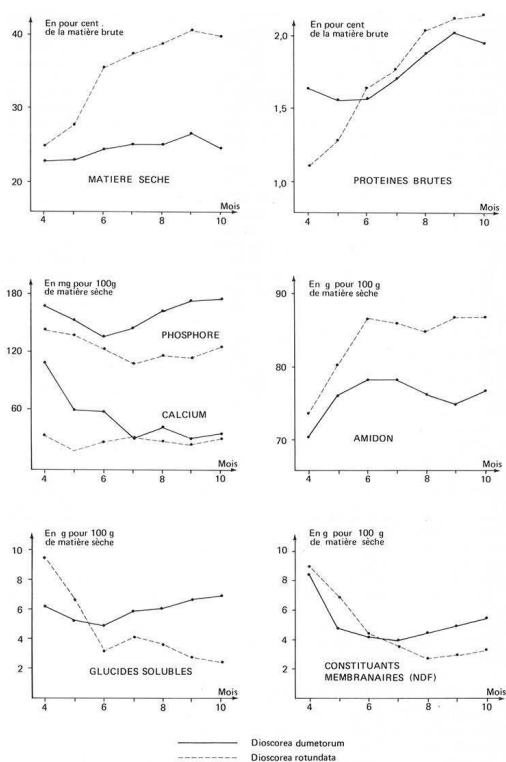 En pour cent
de la matière brute
40
30
20
MATIERE SECHE
Mois
4
6
8
10
En pour cent
de la matière brute
2,0
1,5
1,0
PROTEINES BRUTES
Mois
4
6
8
10
En mg pour 100g
de matière sèche
180
120
60
PHOSPHORE
CALCIUM
Mois
4
6
8
10
En g pour 100 g
de matière sèche
90
80
70
AMIDON
Mois
4
6
8
10
En g pour 100 g
de matière sèche
10
8
6
4
2
GLUCIDES SOLUBLES
Mois
4
6
8
10
En g pour 100 g
de matière sèche
10
8
6
4
2
CONSTITUANTS
MEMBRANAIRES (NDF)
Mois
4
6
8
10
Dioscorea dumetorum
Dioscorea rotundata